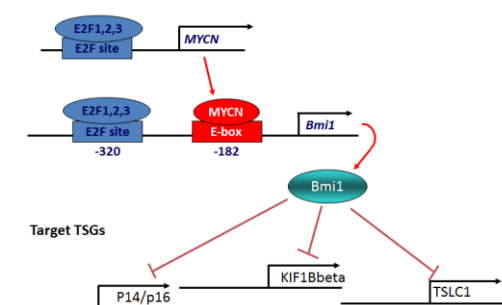 E2F1,2,3
E2F site
MYCN
E2F1,2,3
E2F site
MYCN
E-box
Bmi1
-320
-182
Bmi1
Target TSGs
P14/p16
KIF1Bbeta
TSLC1